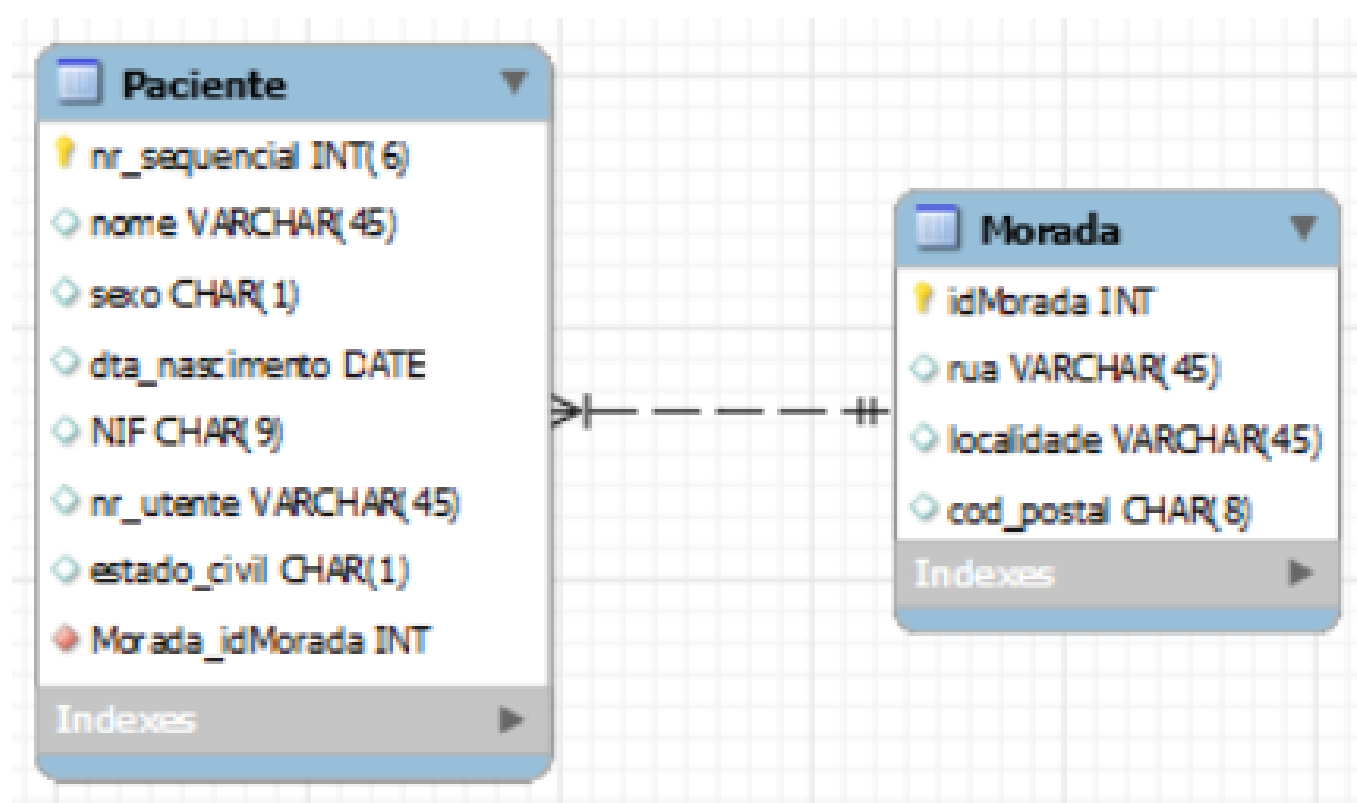 Paciente
nr_sequencial INT(6)
nome VARCHAR(45)
sexo CHAR(1)
dta_nascimento DATE
NIF CHAR(9)
nr_utente VARCHAR(45)
estado_civil CHAR(1)
Morada_idMorada INT
Indexes
Morada
idMorada INT
rua VARCHAR(45)
localidade VARCHAR(45)
cod_postal CHAR(8)
Indexes